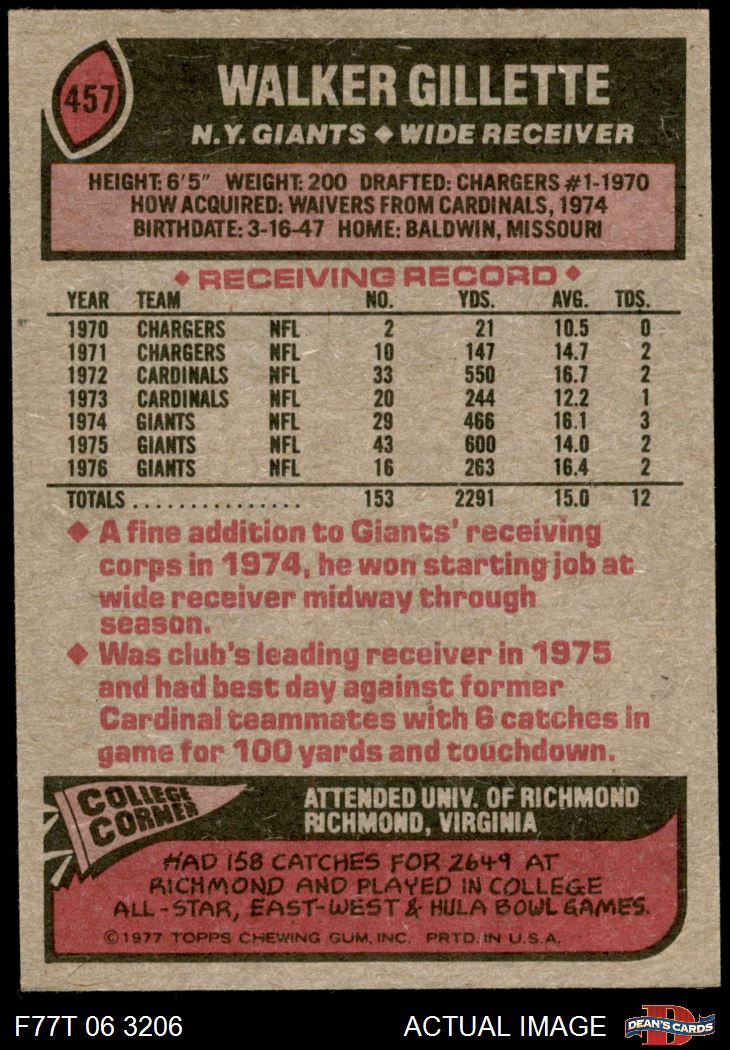 457
WALKER GILLETTE
N.Y. GIANTS ◆ WIDE RECEIVER
HEIGHT: 6'5" WEIGHT: 200 DRAFTED: CHARGERS #1-1970
HOW ACQUIRED: WAIVERS FROM CARDINALS, 1974
BIRTHDATE: 3-16-47 HOME: BALDWIN, MISSOURI
◆ RECEIVING RECORD ◆
YEAR TEAM NO. YDS. AVG. TDS.
1970 CHARGERS NFL 2 21 10.5 0
1971 CHARGERS NFL 10 147 14.7 2
1972 CARDINALS NFL 33 550 16.7 2
1973 CARDINALS NFL 20 244 12.2 1
1974 GIANTS NFL 29 466 16.1 3
1975 GIANTS NFL 43 600 14.0 2
1976 GIANTS NFL 16 263 16.4 2
TOTALS ............... 153 2291 15.0 12
◆ A fine addition to Giants' receiving
corps in 1974, he won starting job at
wide receiver midway through
season.
◆ Was club's leading receiver in 1975
and had best day against former
Cardinal teammates with 6 catches in
game for 100 yards and touchdown.
COLLEGE
CORNER
ATTENDED UNIV. OF RICHMOND
RICHMOND, VIRGINIA
HAD 158 CATCHES FOR 2649 AT
RICHMOND AND PLAYED IN COLLEGE
ALL-STAR, EAST-WEST & HULA BOWL GAMES.
©1977 TOPPS CHEWING GUM, INC. PRTD. IN U.S.A.
F77T 06 3206 ACTUAL IMAGE
D
DEAN'S CARDS